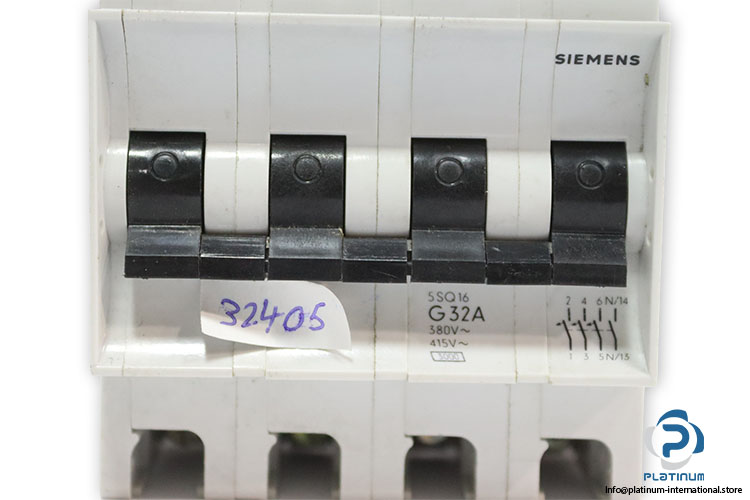 SIEMENS
32405
5SQ16
G32A
380V~
415V~
3000
2 4 6 N/14
1 3 5 N/13
PLATINUM
info@platinum-international.store